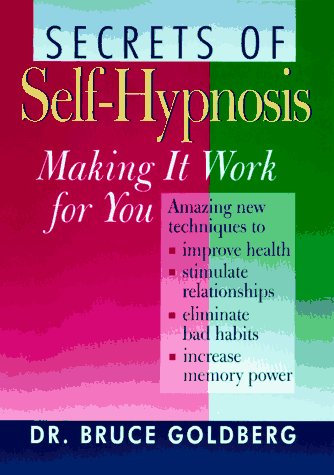 SECRETS OF
Self-Hypnosis
Making It Work
for You
Amazing new
techniques to
▪ improve health
▪ stimulate
relationships
▪ eliminate
bad habits
▪ increase
memory power
DR. BRUCE GOLDBERG